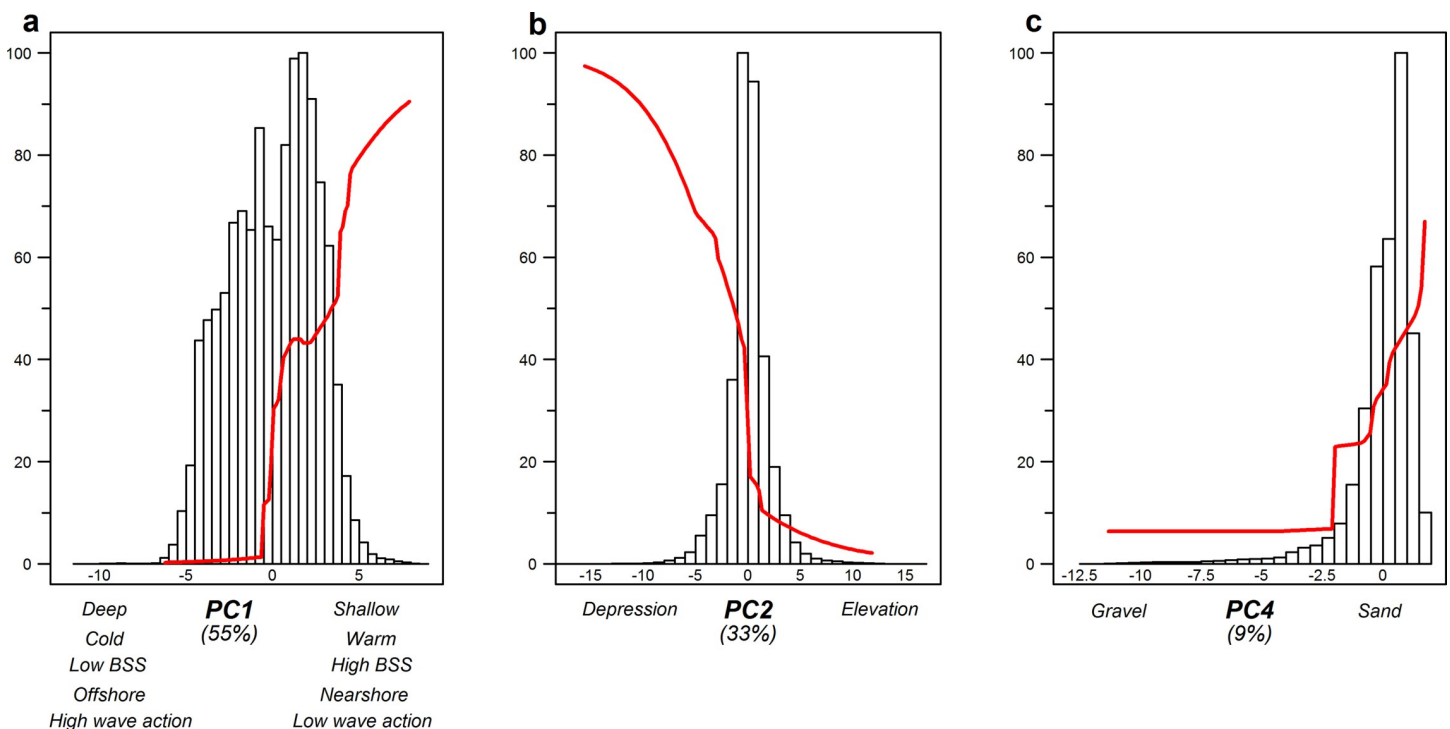 a
100
80
60
40
20
0
-10 -5 0 5
Deep PC1 Shallow
(55%)
Cold Warm
Low BSS High BSS
Offshore Nearshore
High wave action Low wave action
b
100
80
60
40
20
0
-15 -10 -5 0 5 10 15
Depression PC2 Elevation
(33%)
c
100
80
60
40
20
0
-12.5 -10 -7.5 -5 -2.5 0
Gravel PC4 Sand
(9%)